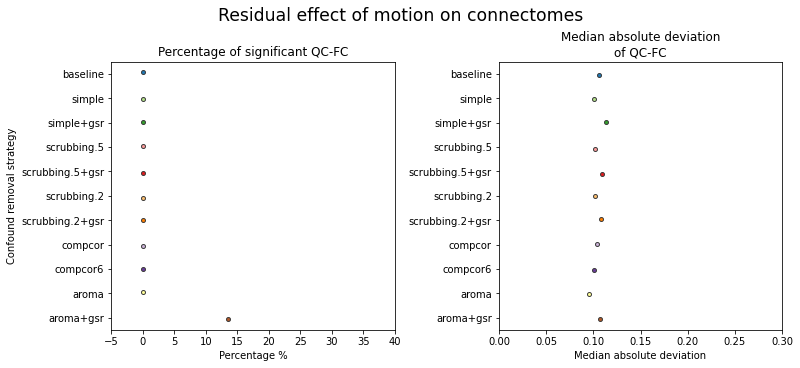 Residual effect of motion on connectomes
Percentage of significant QC-FC
Confound removal strategy
baseline
simple
simple+gsr
scrubbing.5
scrubbing.5+gsr
scrubbing.2
scrubbing.2+gsr
compcor
compcor6
aroma
aroma+gsr
−5 0 5 10 15 20 25 30 35 40
Percentage %
Median absolute deviation
of QC-FC
baseline
simple
simple+gsr
scrubbing.5
scrubbing.5+gsr
scrubbing.2
scrubbing.2+gsr
compcor
compcor6
aroma
aroma+gsr
0.00 0.05 0.10 0.15 0.20 0.25 0.30
Median absolute deviation